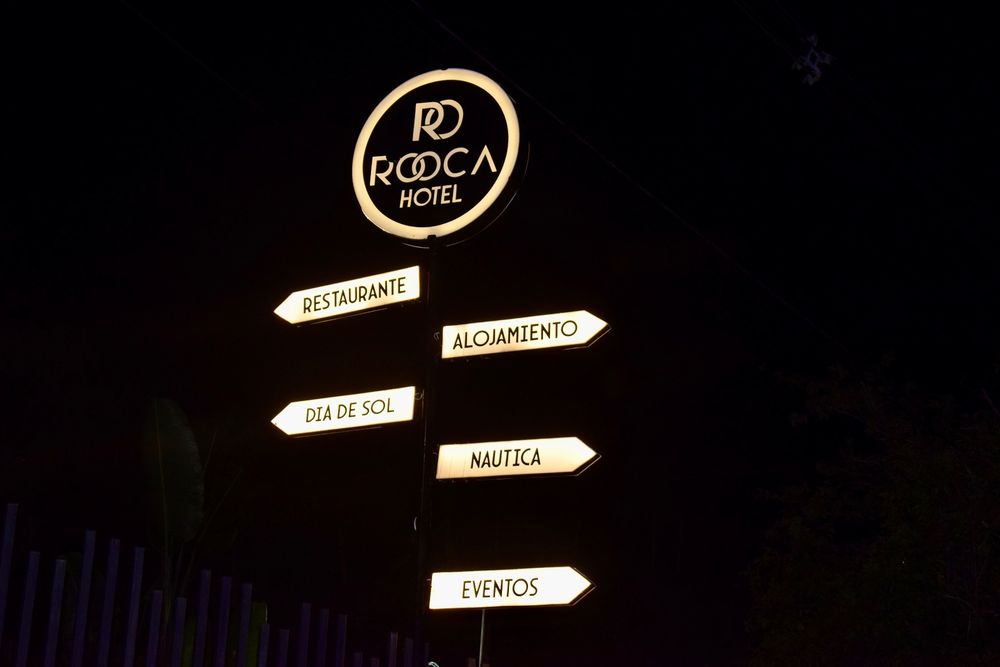 RO
ROOCA
HOTEL
RESTAURANTE
ALOJAMIENTO
DIA DE SOL
NAUTICA
EVENTOS